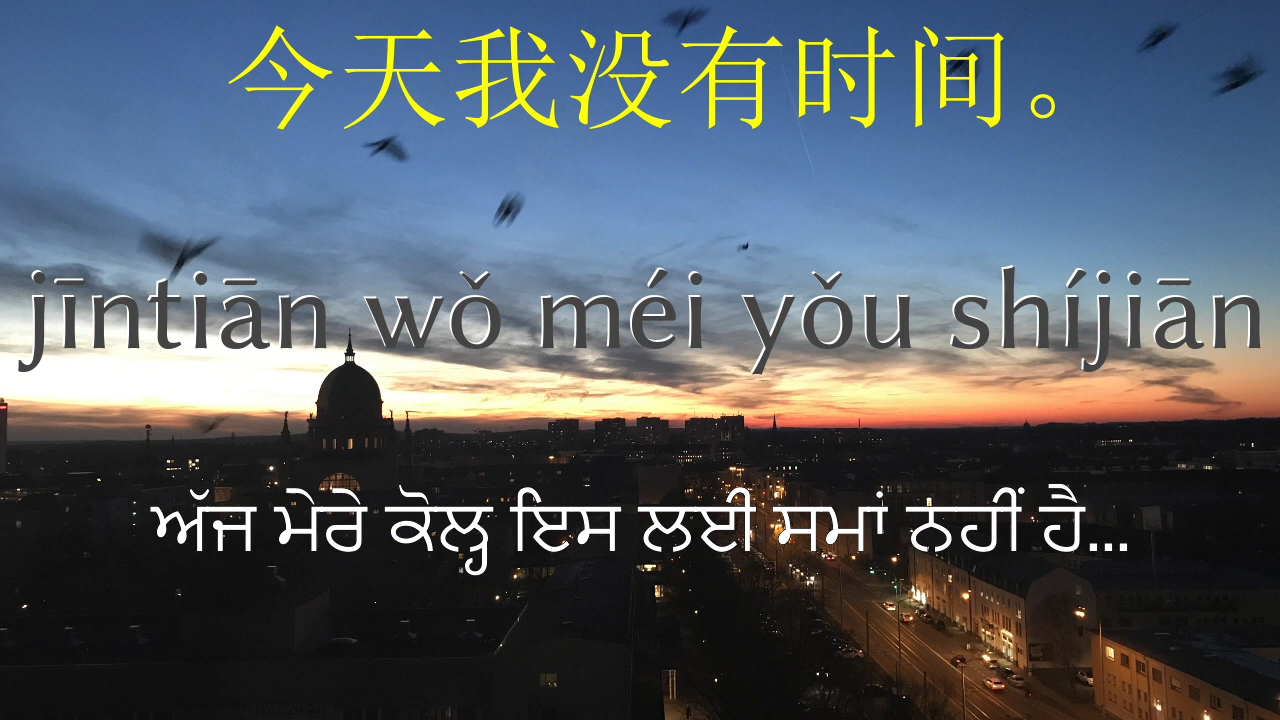 今天我没有时间。
jīntiān wǒ méi yǒu shíjiān
ਅੱਜ ਮੇਰੇ ਕੋਲ੍ਹ ਇਸ ਲਈ ਸਮਾਂ ਨਹੀਂ ਹੈ...